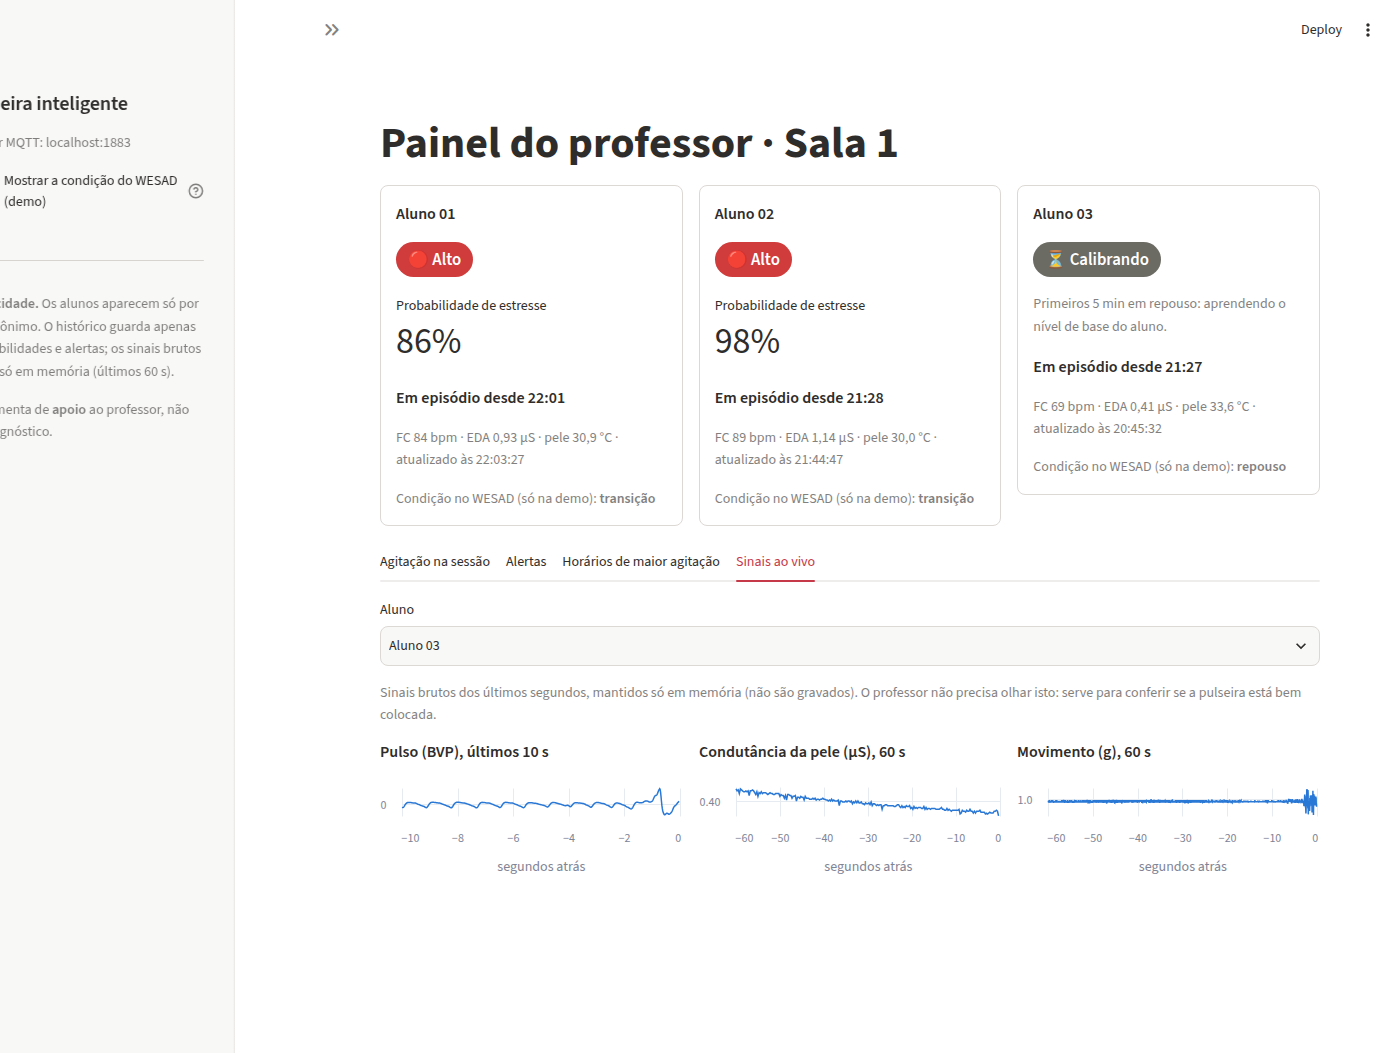 Deploy
eira inteligente
r MQTT: localhost:1883
Mostrar a condição do WESAD
(demo)
cidade. Os alunos aparecem só por
ônimo. O histórico guarda apenas
bilidades e alertas; os sinais brutos
só em memória (últimos 60 s).
nenta de apoio ao professor, não
gnóstico.
Painel do professor · Sala 1
Aluno 01
Alto
Probabilidade de estresse
86%
Em episódio desde 22:01
FC 84 bpm · EDA 0,93 µS · pele 30,9 °C ·
atualizado às 22:03:27
Condição no WESAD (só na demo): transição
Aluno 02
Alto
Probabilidade de estresse
98%
Em episódio desde 21:28
FC 89 bpm · EDA 1,14 µS · pele 30,0 °C ·
atualizado às 21:44:47
Condição no WESAD (só na demo): transição
Aluno 03
Calibrando
Primeiros 5 min em repouso: aprendendo o
nível de base do aluno.
Em episódio desde 21:27
FC 69 bpm · EDA 0,41 µS · pele 33,6 °C ·
atualizado às 20:45:32
Condição no WESAD (só na demo): repouso
Agitação na sessão Alertas Horários de maior agitação Sinais ao vivo
Aluno
Aluno 03
Sinais brutos dos últimos segundos, mantidos só em memória (não são gravados). O professor não precisa olhar isto: serve para conferir se a pulseira está bem
colocada.
Pulso (BVP), últimos 10 s
0
−10 −8 −6 −4 −2 0
segundos atrás
Condutância da pele (µS), 60 s
0.40
−60 −50 −40 −30 −20 −10 0
segundos atrás
Movimento (g), 60 s
1.0
−60 −50 −40 −30 −20 −10 0
segundos atrás